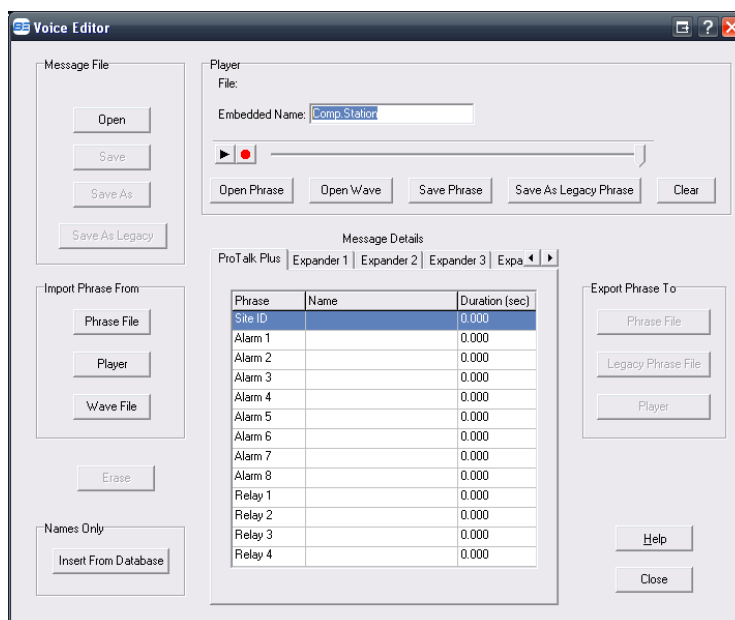 Voice Editor
Message File
Open
Save
Save As
Save As Legacy
Player
File:
Embedded Name: Comp.Station
Open Phrase Open Wave Save Phrase Save As Legacy Phrase Clear
Message Details
ProTalk Plus Expander 1 Expander 2 Expander 3 Expa
Import Phrase From
Phrase File
Player
Wave File
Erase
Names Only
Insert From Database
Phrase Name Duration (sec)
Site ID 0.000
Alarm 1 0.000
Alarm 2 0.000
Alarm 3 0.000
Alarm 4 0.000
Alarm 5 0.000
Alarm 6 0.000
Alarm 7 0.000
Alarm 8 0.000
Relay 1 0.000
Relay 2 0.000
Relay 3 0.000
Relay 4 0.000
Export Phrase To
Phrase File
Legacy Phrase File
Player
Help
Close